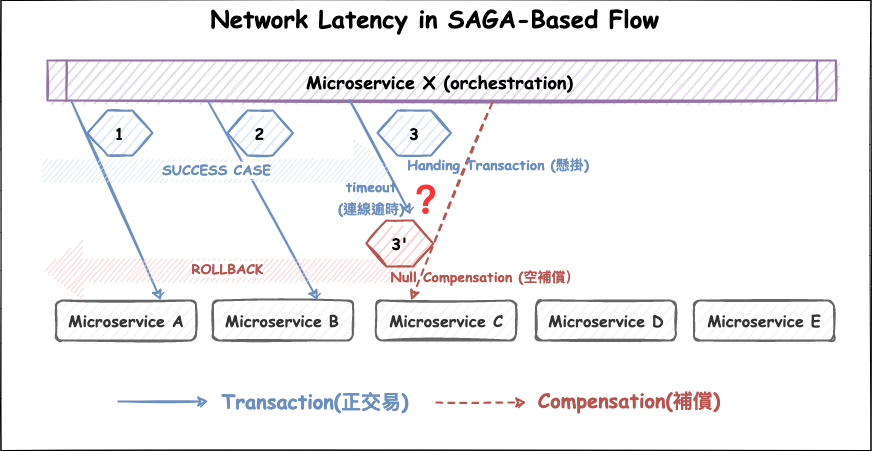 Network Latency in SAGA-Based Flow
Microservice X (orchestration)
1
2
3
Handing Transaction (懸掛)
SUCCESS CASE
timeout
(連線逾時)
?
3'
ROLLBACK
Null Compensation (空補償)
Microservice A
Microservice B
Microservice C
Microservice D
Microservice E
Transaction(正交易)
Compensation(補償)